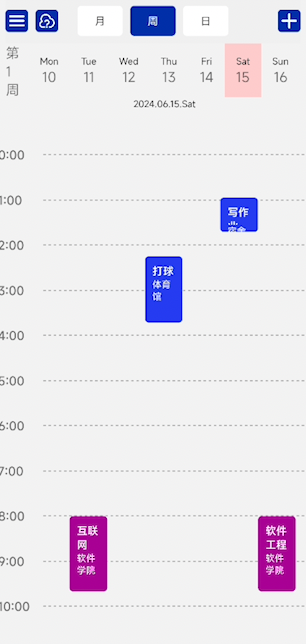 月 周 日
第 Mon Tue Wed Thu Fri Sat Sun
1
周 10 11 12 13 14 15 16
2024.06.15.Sat
0:00
1:00
写作
业
宿舍
2:00
打球
体育
馆
3:00
4:00
5:00
6:00
7:00
8:00
互联 软件
网 工程
软件 软件
学院 学院
9:00
10:00